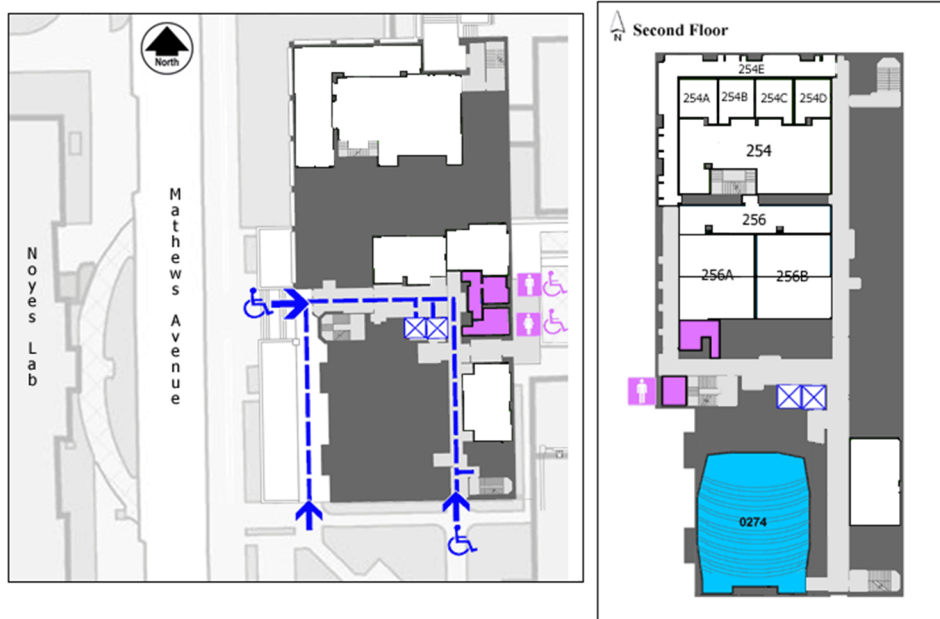 North
Mathews Avenue
Noyes Lab
N
Second Floor
254E
254A
254B
254C
254D
254
256
256A
256B
0274